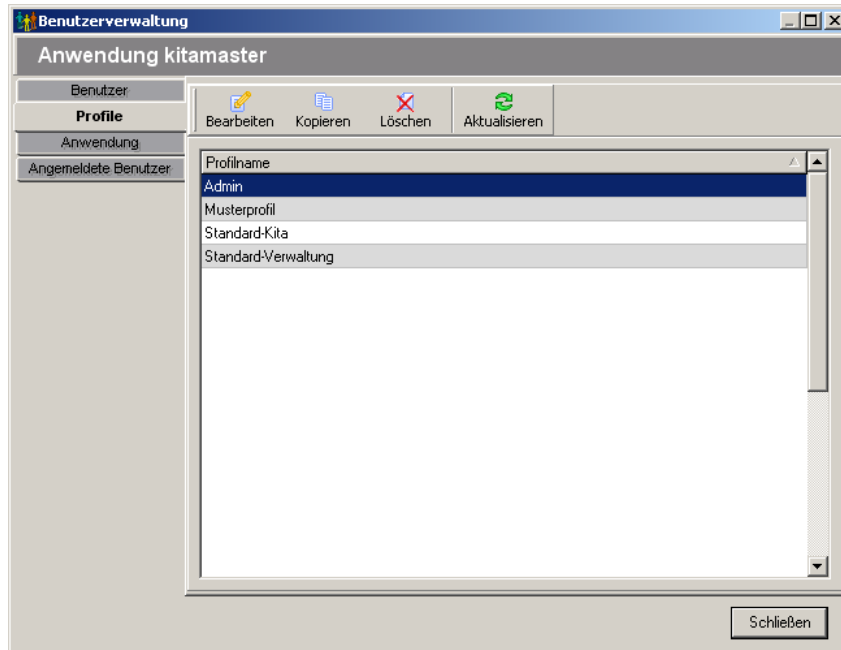 Benutzerverwaltung
Anwendung kitamaster
Benutzer
Profile
Anwendung
Angemeldete Benutzer
Bearbeiten Kopieren Löschen Aktualisieren
Profilname
Admin
Musterprofil
Standard-Kita
Standard-Verwaltung
Schließen